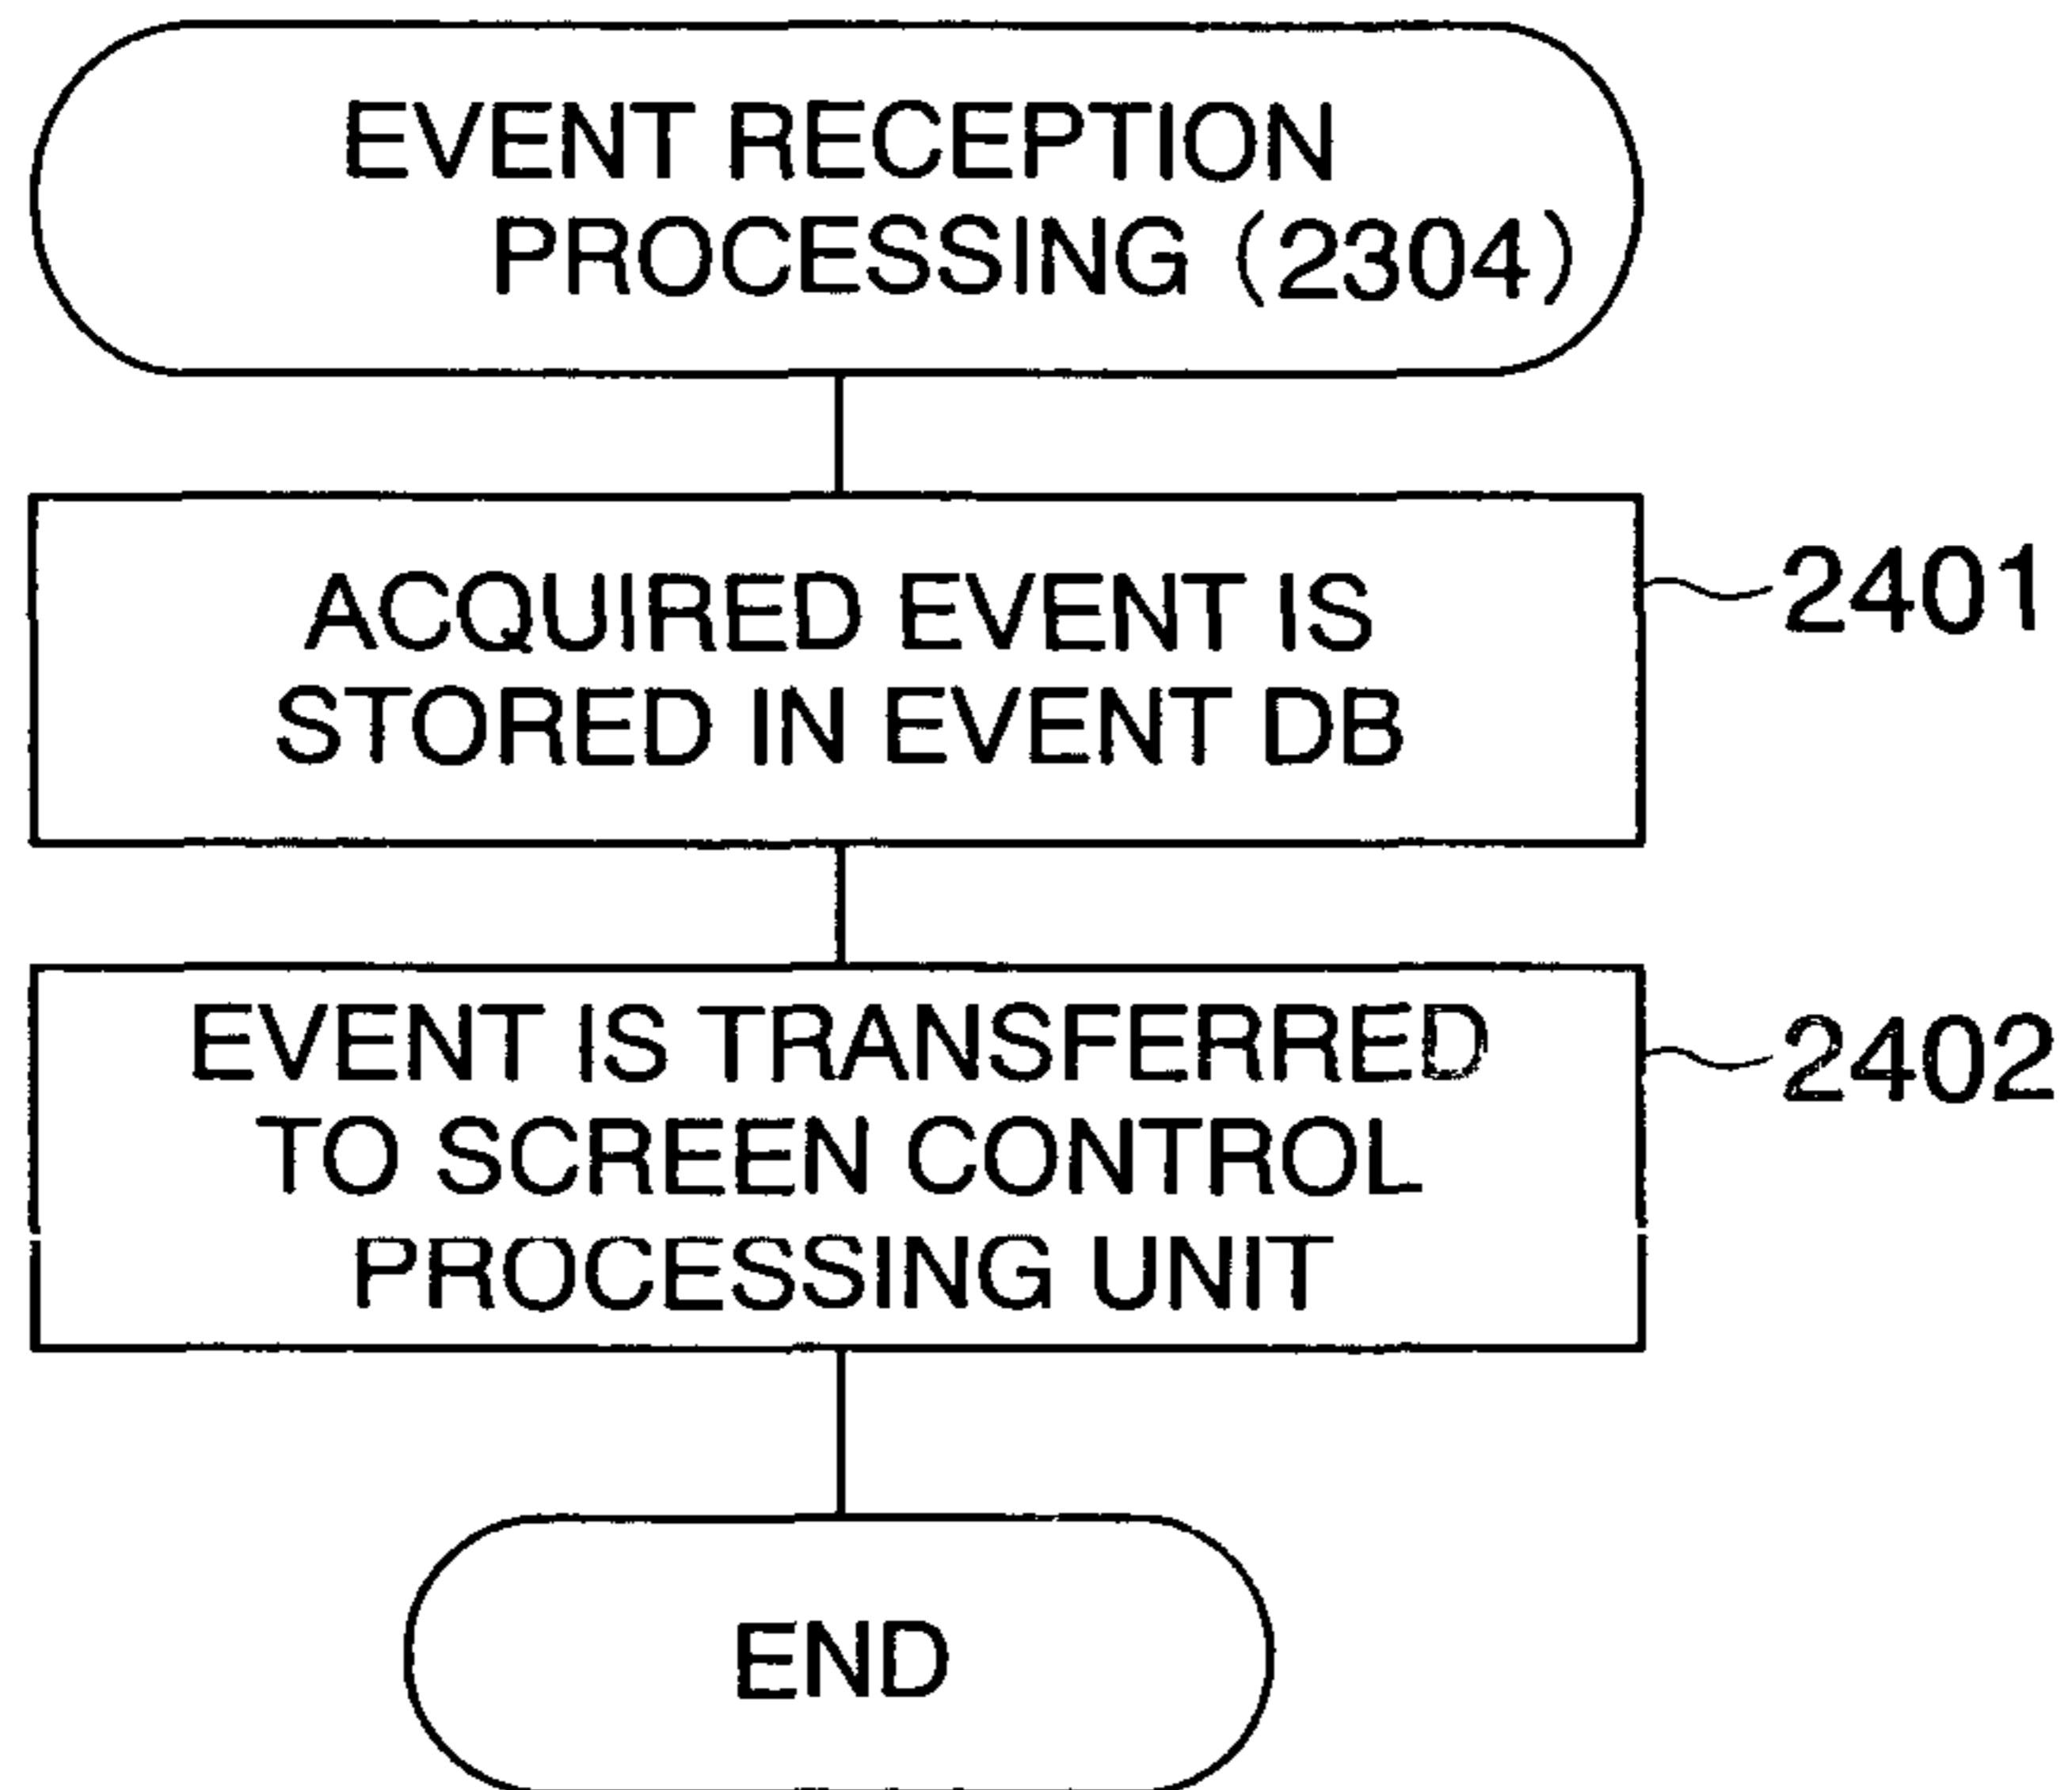 EVENT RECEPTION
PROCESSING (2304)
ACQUIRED EVENT IS
STORED IN EVENT DB
2401
EVENT IS TRANSFERRED
TO SCREEN CONTROL
PROCESSING UNIT
2402
END